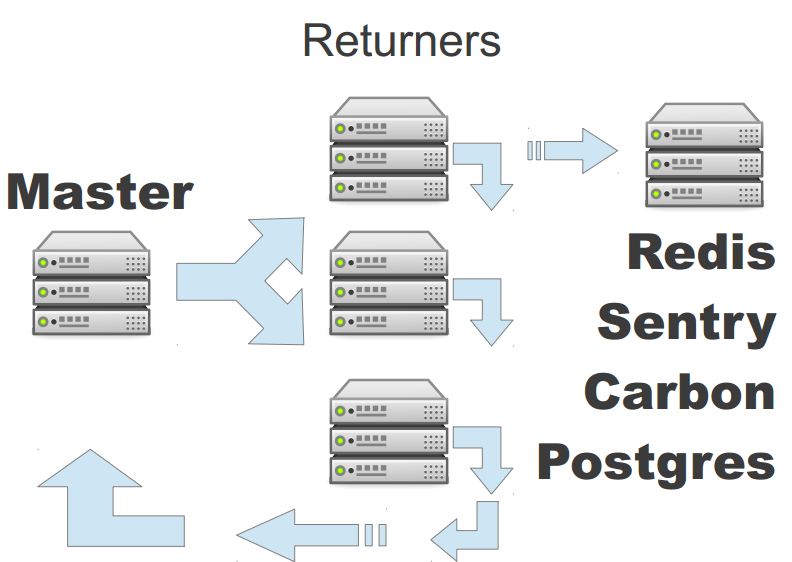 Returners
Master
Redis
Sentry
Carbon
Postgres